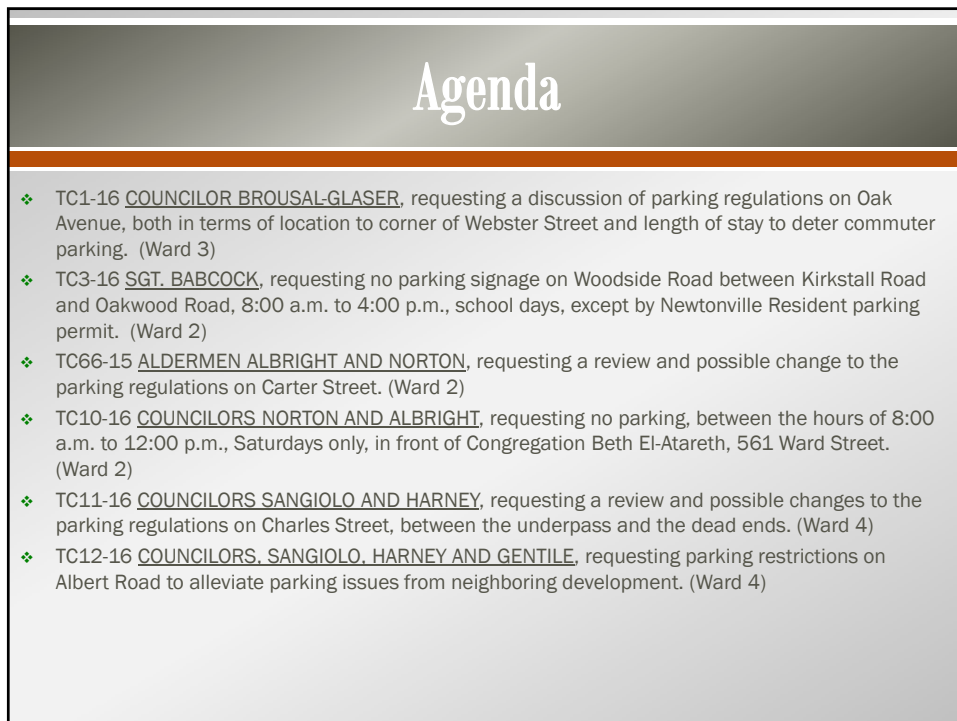 Agenda
TC1-16 COUNCILOR BROUSAL-GLASER, requesting a discussion of parking regulations on Oak
Avenue, both in terms of location to corner of Webster Street and length of stay to deter commuter
parking. (Ward 3)
TC3-16 SGT. BABCOCK, requesting no parking signage on Woodside Road between Kirkstall Road
and Oakwood Road, 8:00 a.m. to 4:00 p.m., school days, except by Newtonville Resident parking
permit. (Ward 2)
TC66-15 ALDERMEN ALBRIGHT AND NORTON, requesting a review and possible change to the
parking regulations on Carter Street. (Ward 2)
TC10-16 COUNCILORS NORTON AND ALBRIGHT, requesting no parking, between the hours of 8:00
a.m. to 12:00 p.m., Saturdays only, in front of Congregation Beth El-Atareth, 561 Ward Street.
(Ward 2)
TC11-16 COUNCILORS SANGIOLO AND HARNEY, requesting a review and possible changes to the
parking regulations on Charles Street, between the underpass and the dead ends. (Ward 4)
TC12-16 COUNCILORS, SANGIOLO, HARNEY AND GENTILE, requesting parking restrictions on
Albert Road to alleviate parking issues from neighboring development. (Ward 4)